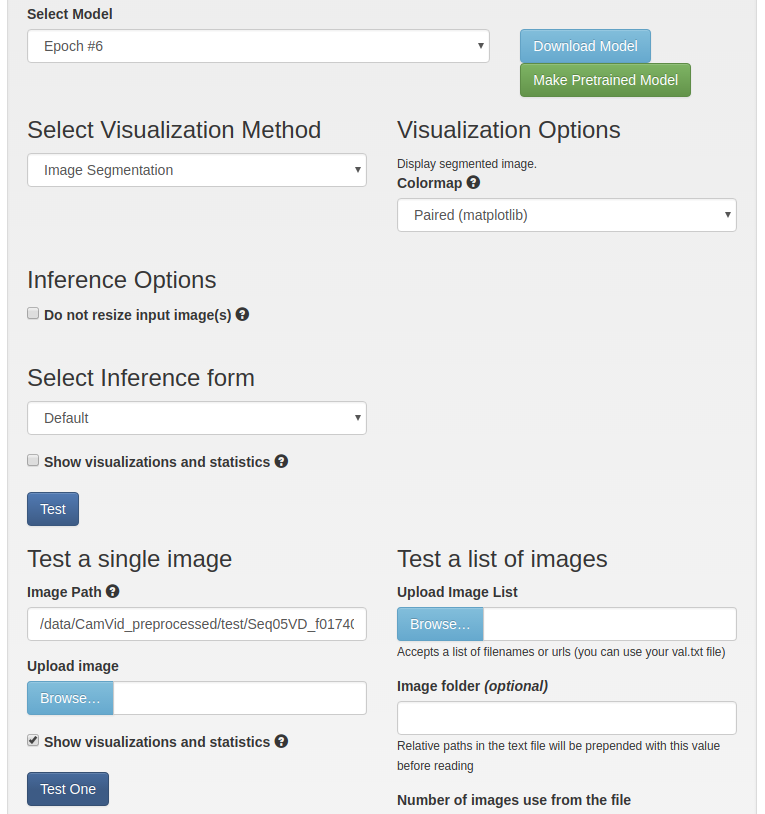 Select Model
Epoch #6
Download Model
Make Pretrained Model
Select Visualization Method
Visualization Options
Image Segmentation
Display segmented image.
Colormap
Paired (matplotlib)
Inference Options
Do not resize input image(s)
Select Inference form
Default
Show visualizations and statistics
Test
Test a single image
Test a list of images
Image Path
Upload Image List
/data/CamVid_preprocessed/test/Seq05VD_f0174
Browse...
Accepts a list of filenames or urls (you can use your val.txt file)
Upload image
Image folder (optional)
Browse...
Show visualizations and statistics
Relative paths in the text file will be prepended with this value
before reading
Test One
Number of images use from the file